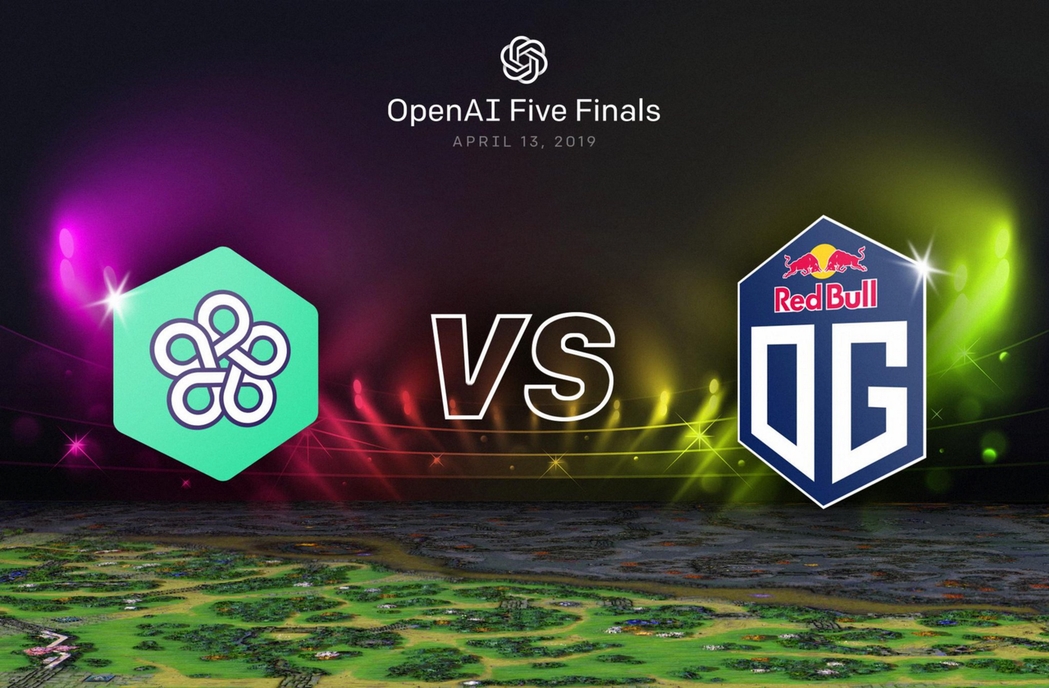 OpenAI Five Finals
APRIL 13, 2019
VS
Red Bull
OG